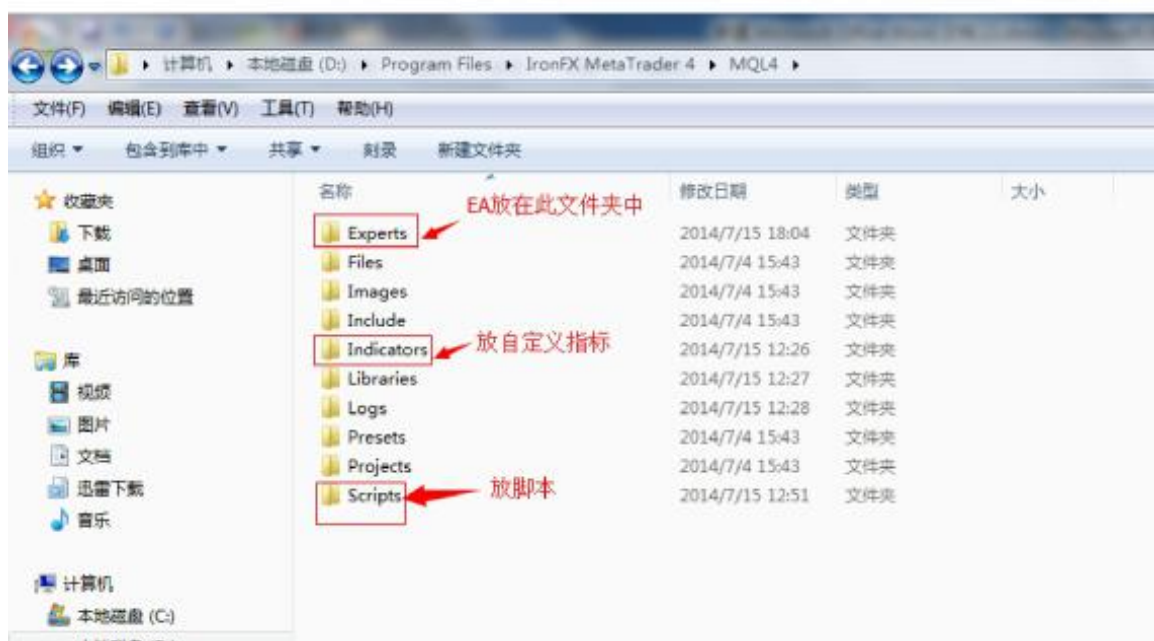 计算机 ▸ 本地磁盘 (D:) ▸ Program Files ▸ IronFX MetaTrader 4 ▸ MQL4 ▸
文件(F) 编辑(E) 查看(V) 工具(T) 帮助(H)
组织 包含到库中 共享 刻录 新建文件夹
收藏夹
下载
桌面
最近访问的位置
库
视频
图片
文档
迅雷下载
音乐
计算机
本地磁盘 (C:)
名称 修改日期 类型 大小
EA放在此文件夹中
Experts 2014/7/15 18:04 文件夹
Files 2014/7/4 15:43 文件夹
Images 2014/7/4 15:43 文件夹
Include 2014/7/4 15:43 文件夹
放自定义指标
Indicators 2014/7/15 12:26 文件夹
Libraries 2014/7/15 12:27 文件夹
Logs 2014/7/15 12:28 文件夹
Presets 2014/7/4 15:43 文件夹
Projects 2014/7/4 15:43 文件夹
Scripts 放脚本 2014/7/15 12:51 文件夹